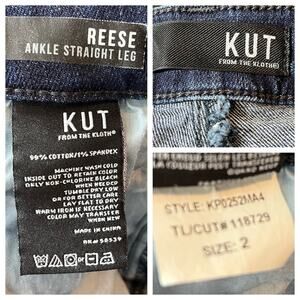 REESE
ANKLE STRAIGHT LEG
KUT
FROM THE KLOTH®
99% COTTON/1% SPANDEX
MACHINE WASH COLD
INSIDE OUT TO RETAIN COLOR
ONLY NON-CHLORINE BLEACH
WHEN NEEDED
TUMBLE DRY LOW
OR FOR BEST RESULTS
LAY FLAT TO DRY
WARM IRON IF NECESSARY
COLOR MAY TRANSFER
WHEN NEW
MADE IN CHINA
RN# 58539
KUT
FROM THE KLOTH®
STYLE: KP0252MA4
TL/CUT# 118729
SIZE: 2